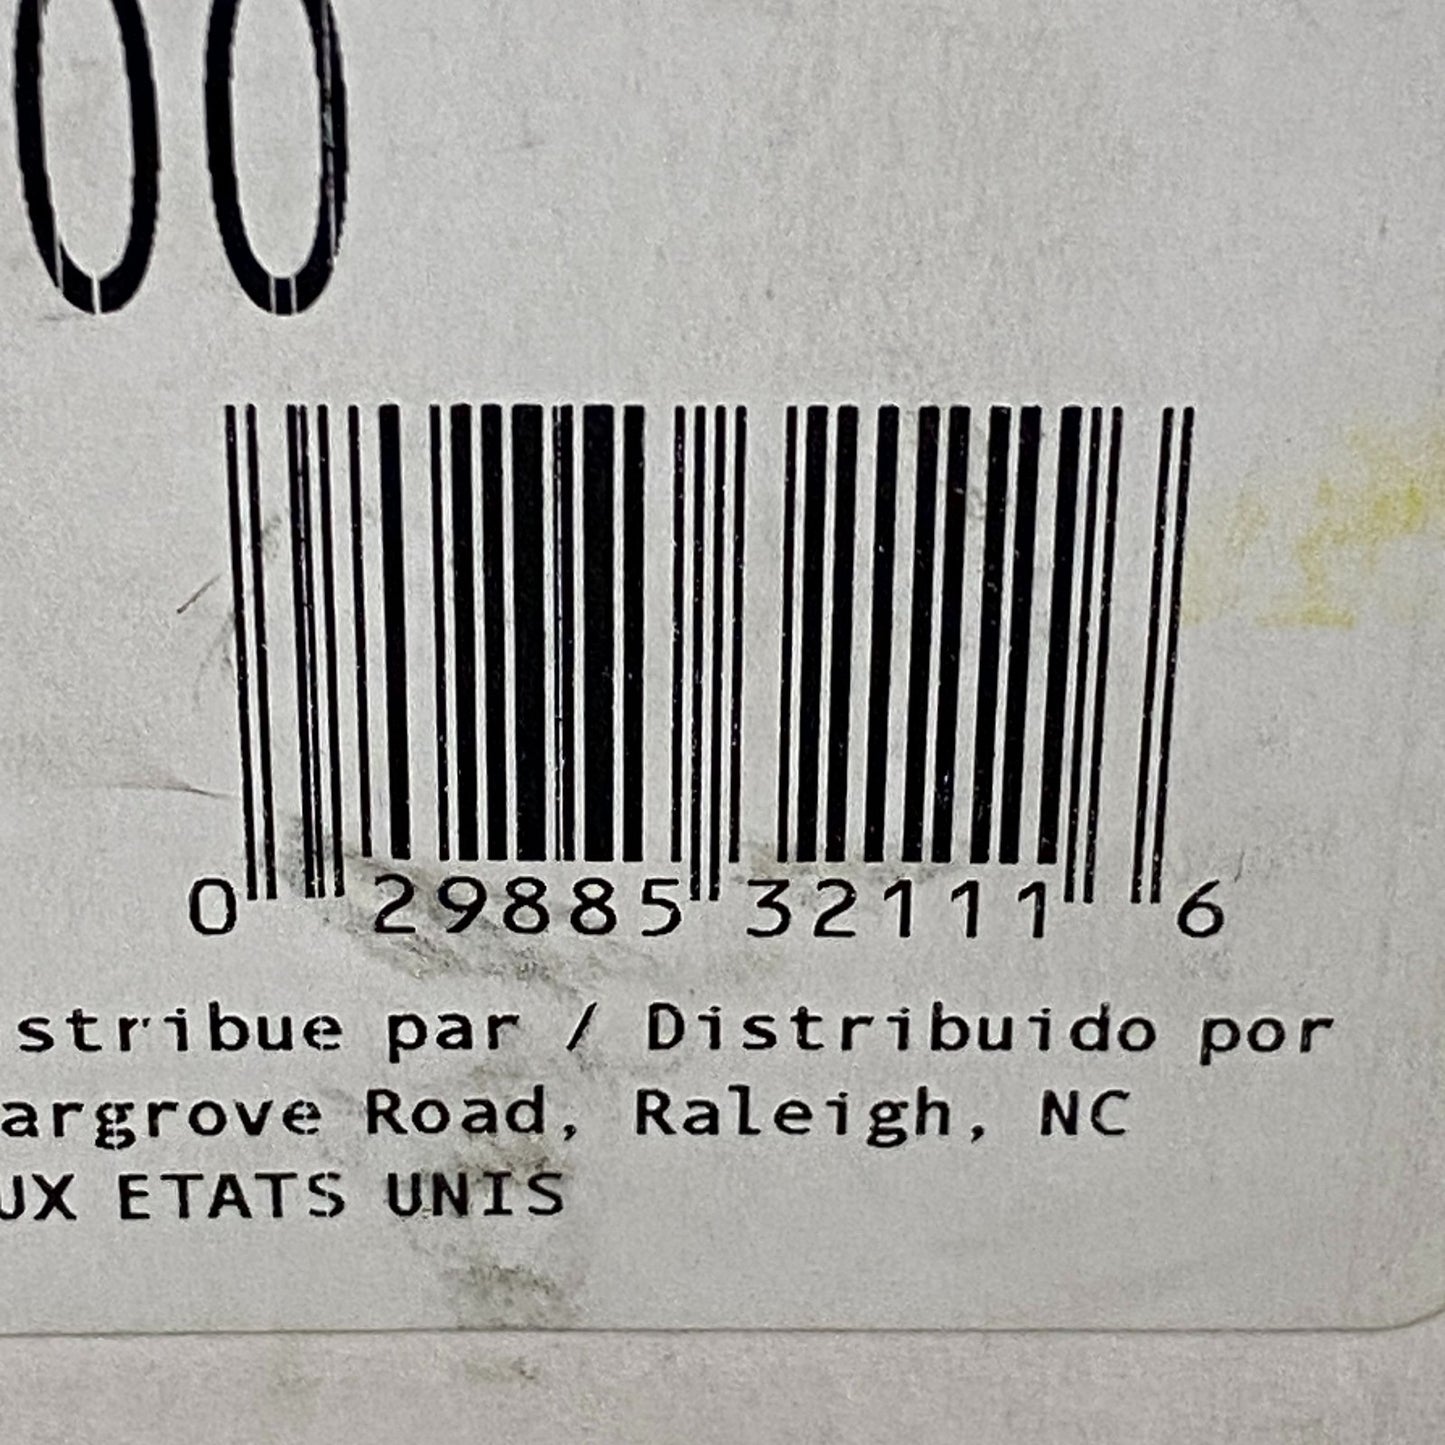 00
0 29885 32111 6
stribue par / Distribuido por
argrove Road, Raleigh, NC
UX ETATS UNIS